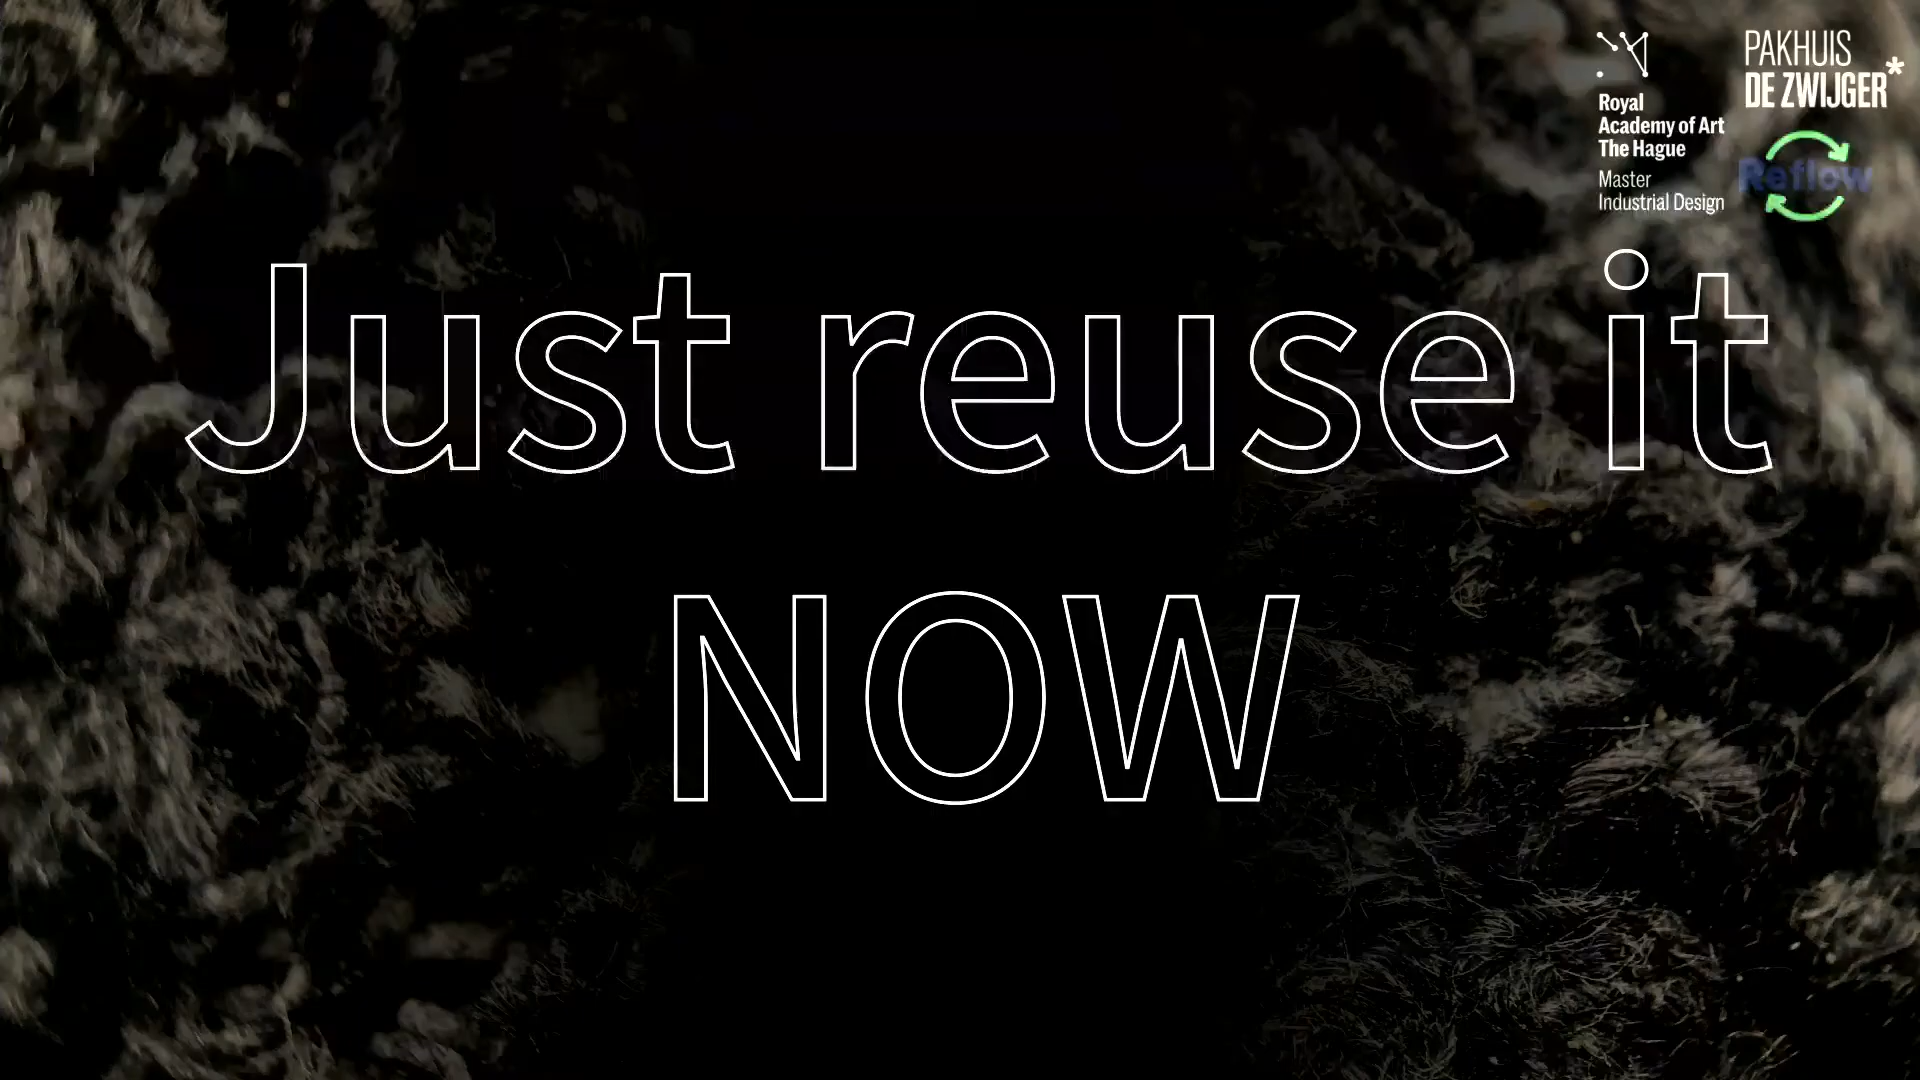 Royal
Academy of Art
The Hague
Master
Industrial Design
PAKHUIS
DE ZWIJGER*
Reflow
Just reuse it
NOW